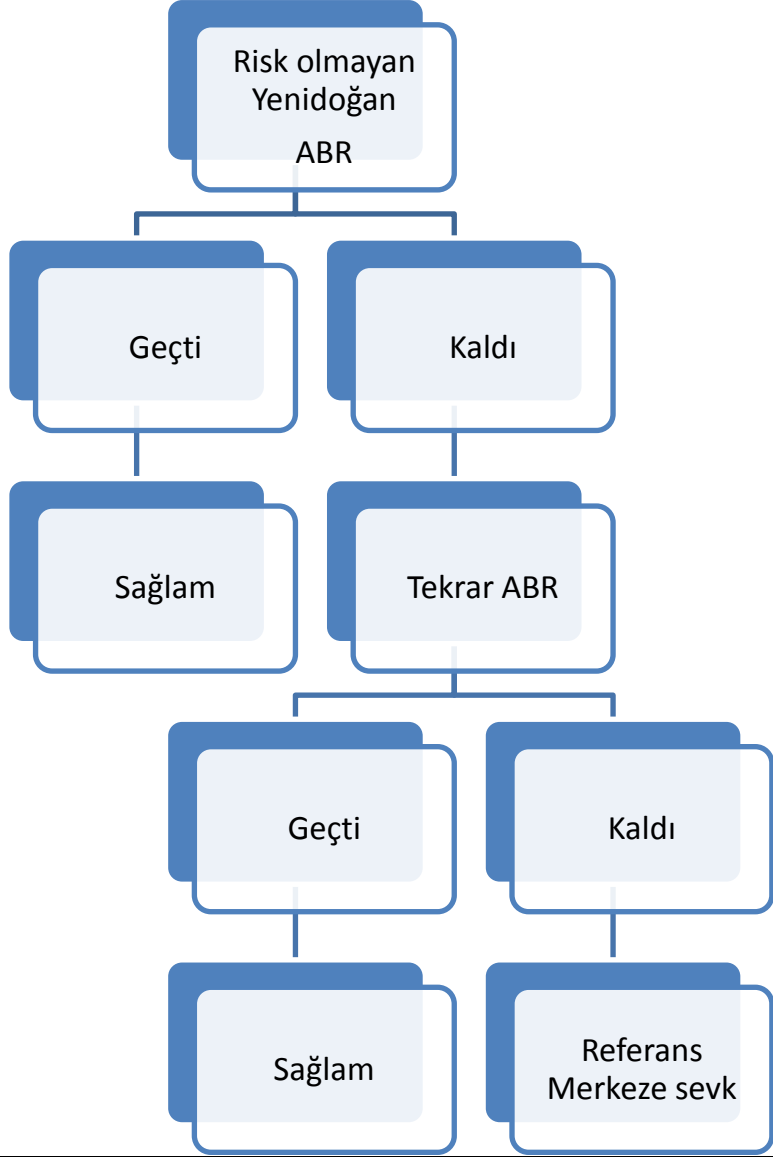 Risk olmayan
Yenidoğan
ABR
Geçti
Kaldı
Sağlam
Tekrar ABR
Geçti
Kaldı
Sağlam
Referans
Merkeze sevk